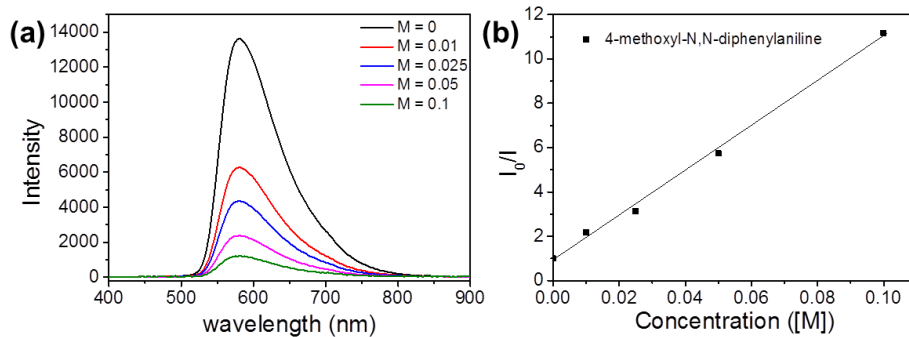 (a)
14000
12000
10000
8000
6000
4000
2000
0
Intensity
400
500
600
700
800
900
wavelength (nm)
M = 0
M = 0.01
M = 0.025
M = 0.05
M = 0.1
(b)
12
10
8
6
4
2
0
I₀/I
0.00
0.02
0.04
0.06
0.08
0.10
Concentration ([M])
4-methoxyl-N,N-diphenylaniline